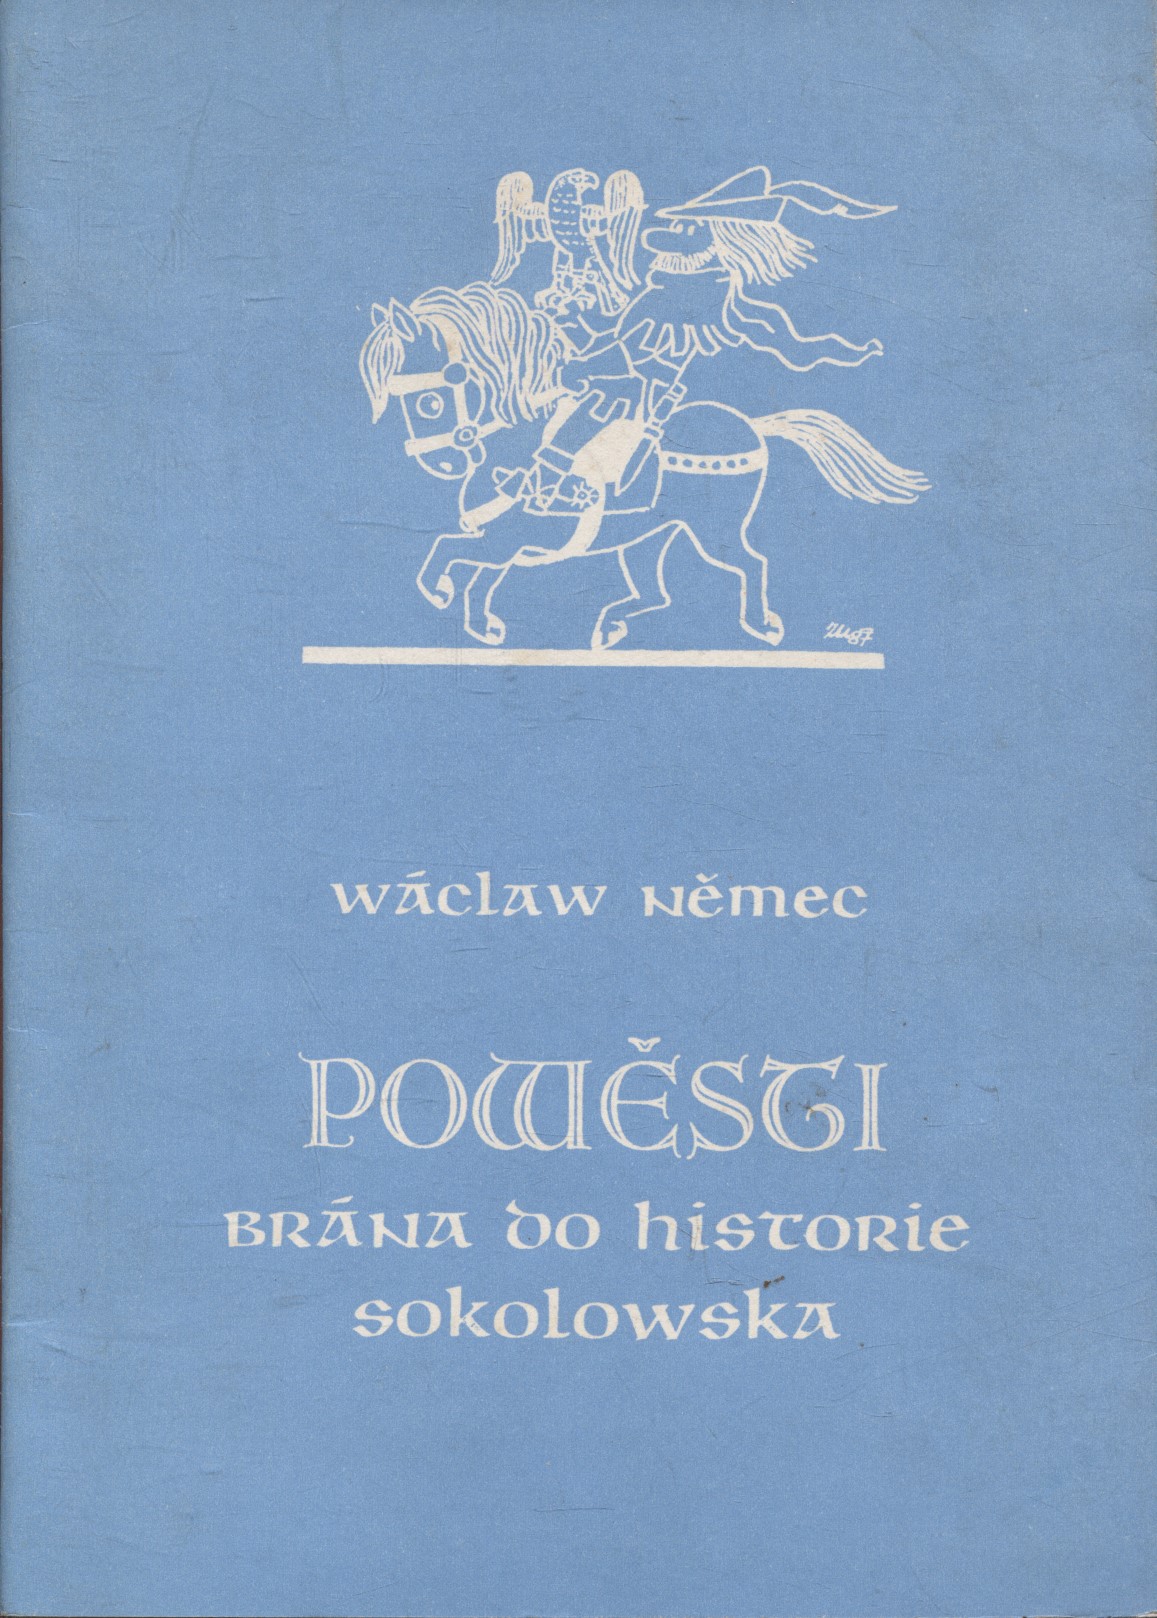 Wáclaw Němec
POWĚSTI
BRÁNA do historie
sokolowska